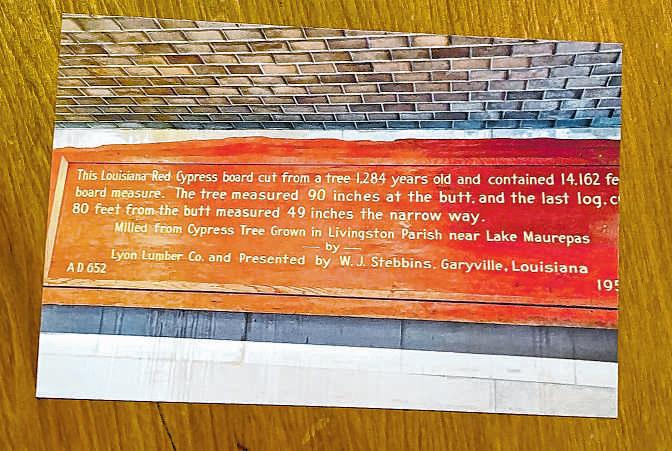 This Louisiana Red Cypress board cut from a tree 1,284 years old and contained 14,162 fe
board measure. The tree measured 90 inches at the butt, and the last log, c
80 feet from the butt measured 49 inches the narrow way.
Milled from Cypress Tree Grown in Livingston Parish near Lake Maurepas
— by —
Lyon Lumber Co. and Presented by W. J. Stebbins, Garyville, Louisiana
A D 652
195